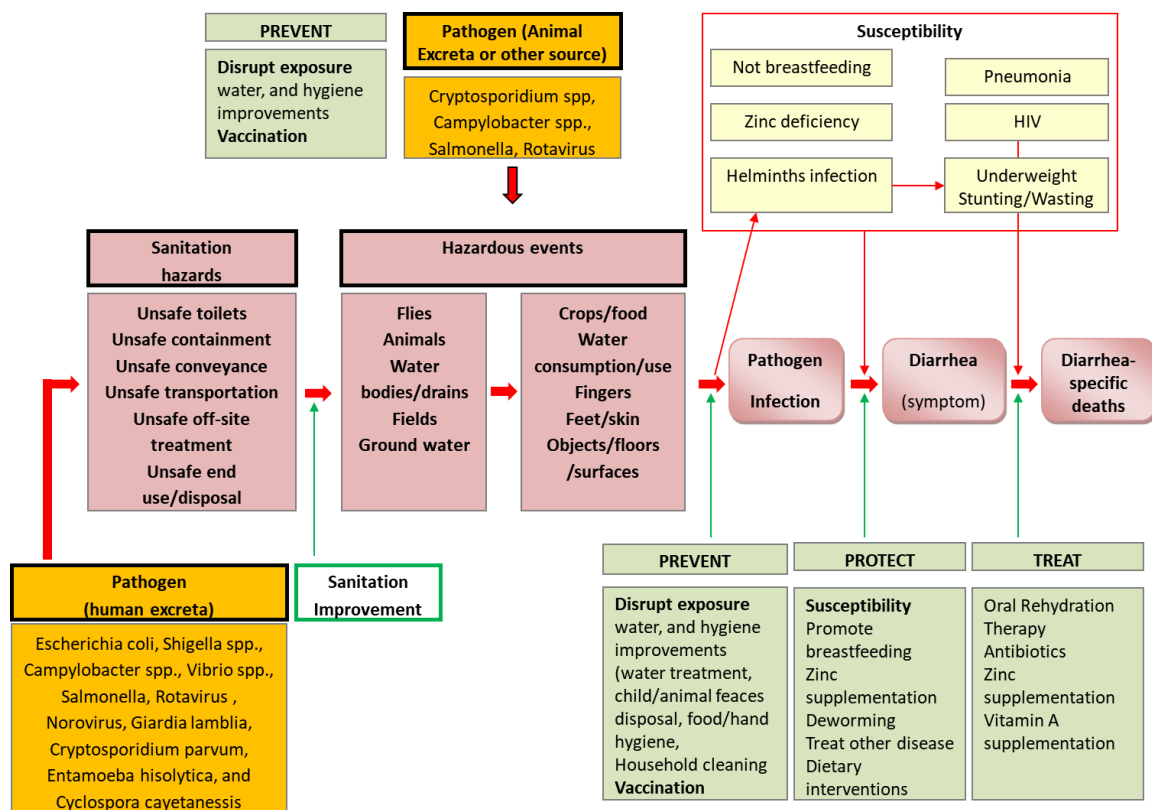 PREVENT
Disrupt exposure
water, and hygiene
improvements
Vaccination
Pathogen (Animal
Excreta or other source)
Cryptosporidium spp,
Campylobacter spp.,
Salmonella, Rotavirus
Susceptibility
Not breastfeeding
Pneumonia
Zinc deficiency
HIV
Helminths infection
Underweight
Stunting/Wasting
Sanitation
hazards
Unsafe toilets
Unsafe containment
Unsafe conveyance
Unsafe transportation
Unsafe off-site
treatment
Unsafe end
use/disposal
Hazardous events
Flies
Animals
Water
bodies/drains
Fields
Ground water
Crops/food
Water
consumption/use
Fingers
Feet/skin
Objects/floors
/surfaces
Pathogen
Infection
Diarrhea
(symptom)
Diarrhea-
specific
deaths
Pathogen
(human excreta)
Escherichia coli, Shigella spp.,
Campylobacter spp., Vibrio spp.,
Salmonella, Rotavirus ,
Norovirus, Giardia lamblia,
Cryptosporidium parvum,
Entamoeba hisolytica, and
Cyclospora cayetanessis
Sanitation
Improvement
PREVENT
Disrupt exposure
water, and hygiene
improvements
(water treatment,
child/animal feaces
disposal, food/hand
hygiene,
Household cleaning
Vaccination
PROTECT
Susceptibility
Promote
breastfeeding
Zinc
supplementation
Deworming
Treat other disease
Dietary
interventions
TREAT
Oral Rehydration
Therapy
Antibiotics
Zinc
supplementation
Vitamin A
supplementation